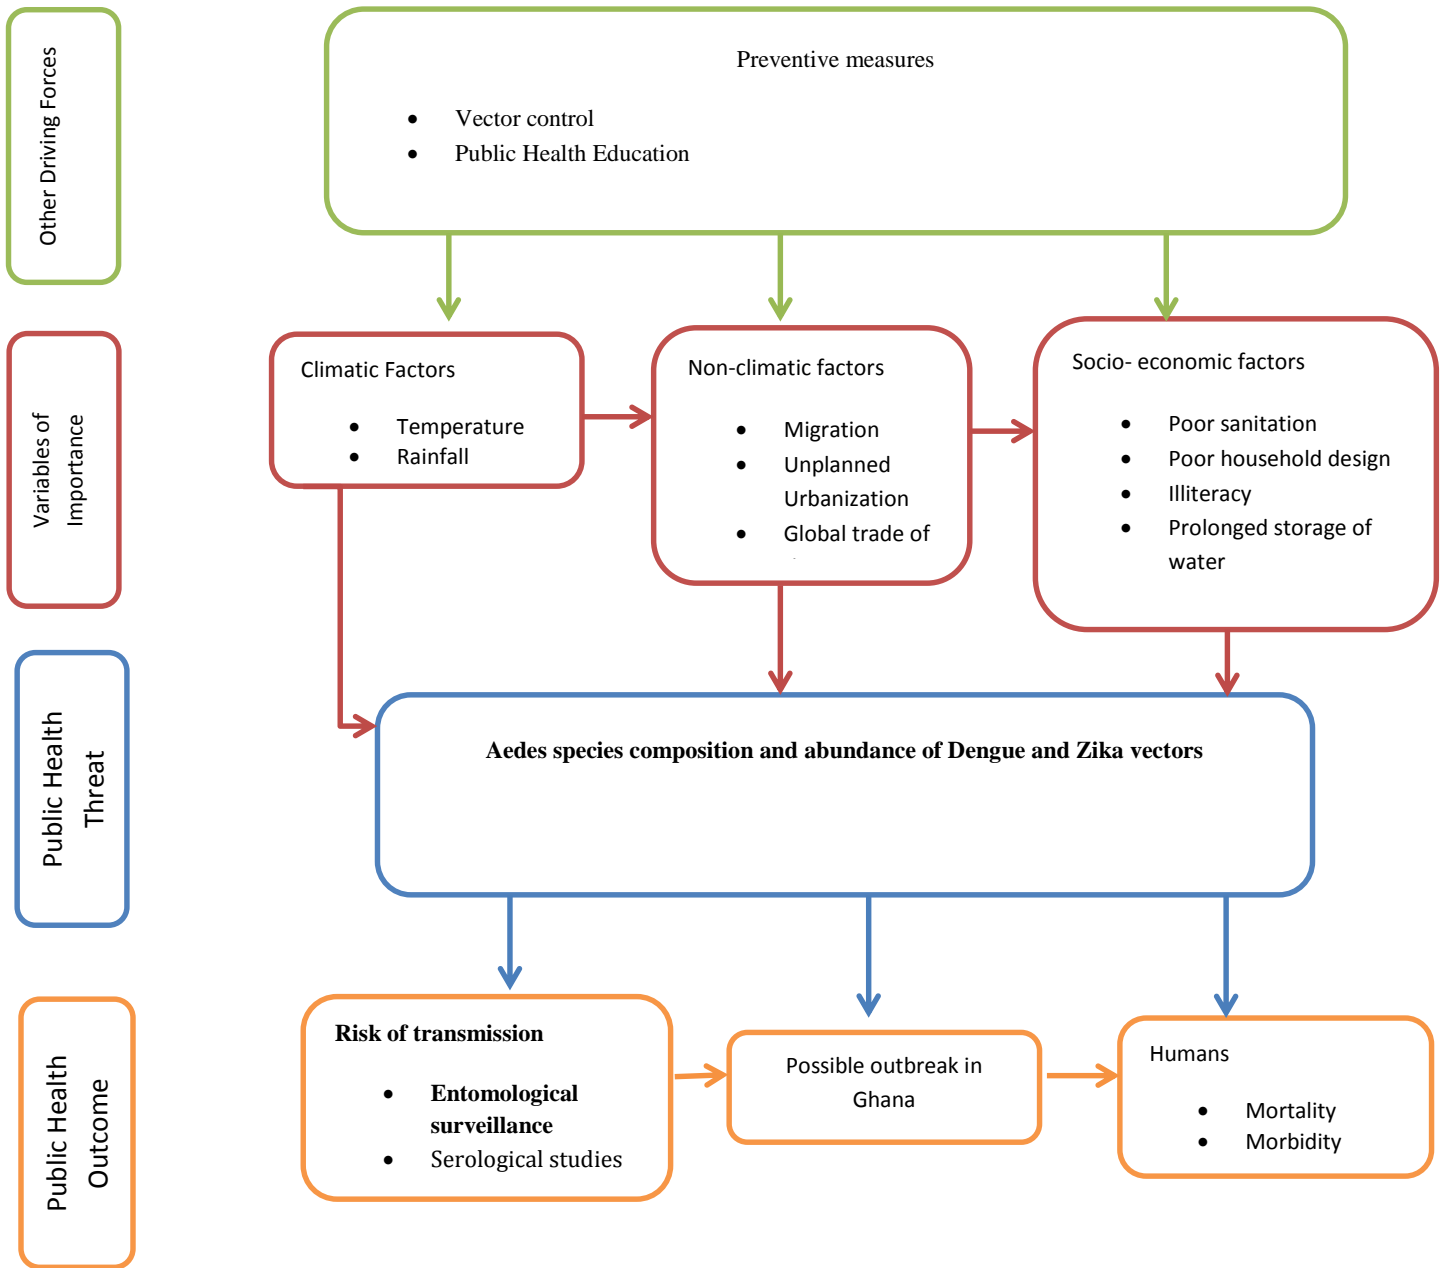 Other Driving Forces
Preventive measures
• Vector control
• Public Health Education
Variables of
Importance
Climatic Factors
• Temperature
• Rainfall
Non-climatic factors
• Migration
• Unplanned
Urbanization
• Global trade of
Socio- economic factors
• Poor sanitation
• Poor household design
• Illiteracy
• Prolonged storage of
water
Public Health
Threat
Aedes species composition and abundance of Dengue and Zika vectors
Public Health
Outcome
Risk of transmission
• Entomological
surveillance
• Serological studies
Possible outbreak in
Ghana
Humans
• Mortality
• Morbidity